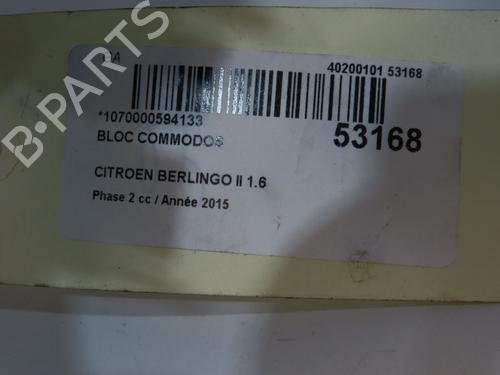 B-PARTS
40200101 53168
*1070000594133
53168
BLOC COMMODOS
CITROEN BERLINGO II 1.6
Phase 2 cc / Année 2015